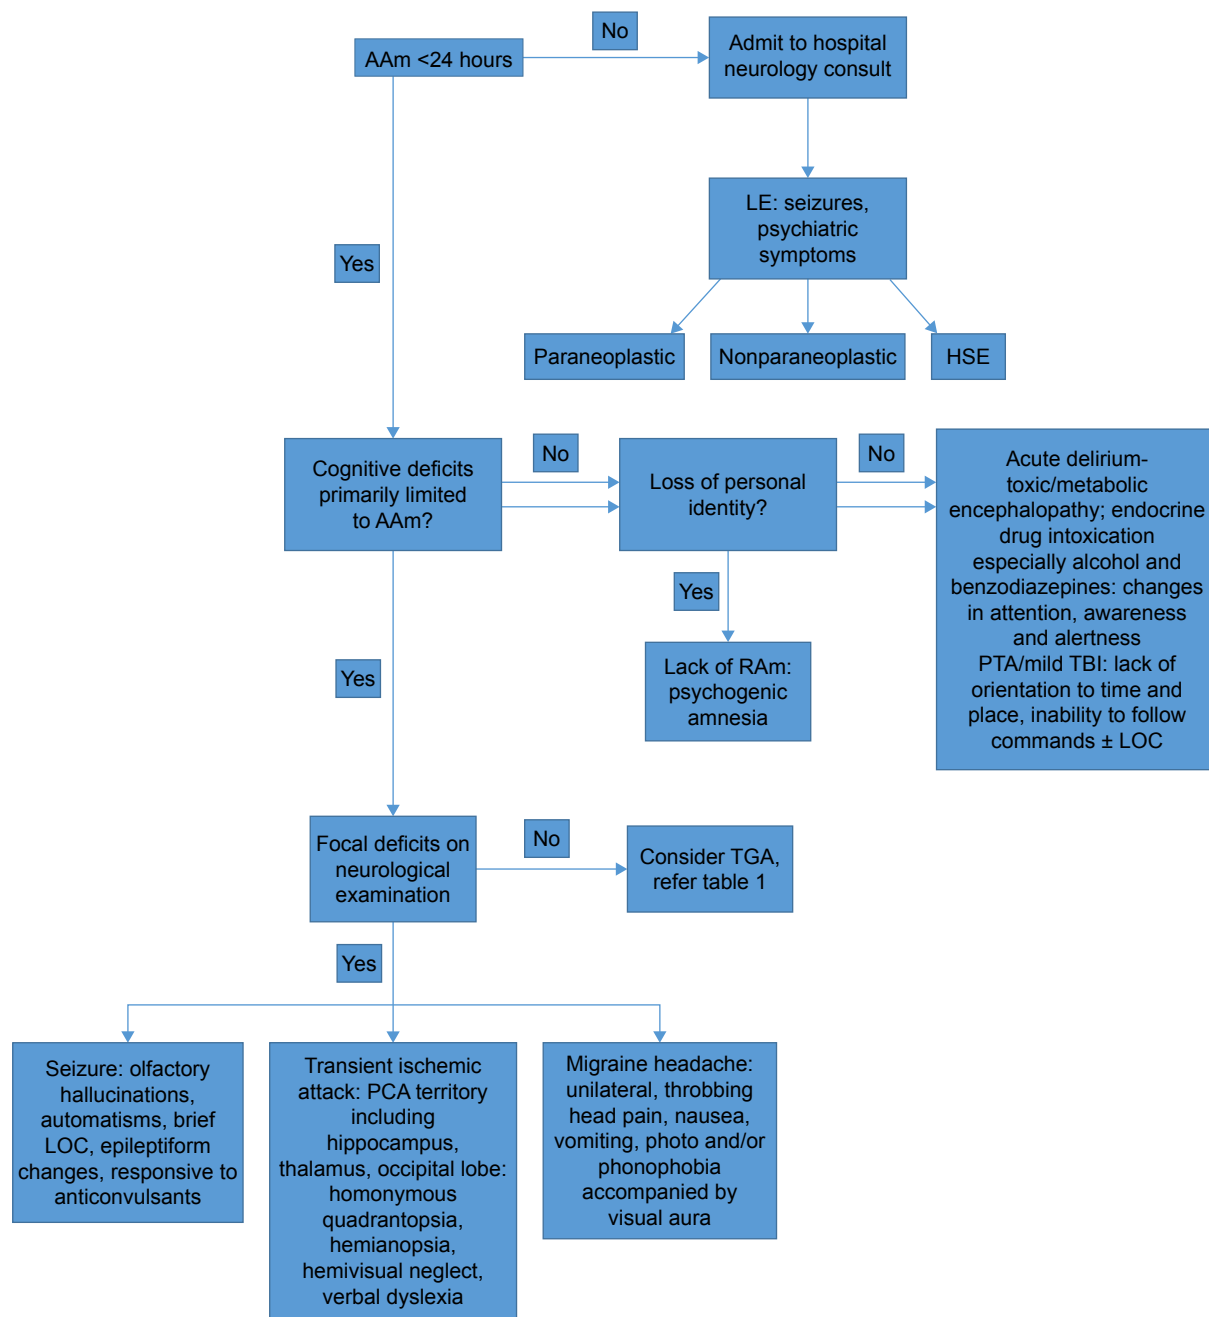 No
AAm <24 hours
Admit to hospital
neurology consult
LE: seizures,
psychiatric
symptoms
Yes
Paraneoplastic
Nonparaneoplastic
HSE
Cognitive deficits
primarily limited
to AAm?
No
Loss of personal
identity?
No
Acute delirium-
toxic/metabolic
encephalopathy; endocrine
drug intoxication
especially alcohol and
benzodiazepines: changes
in attention, awareness
and alertness
PTA/mild TBI: lack of
orientation to time and
place, inability to follow
commands ± LOC
Yes
Lack of RAm:
psychogenic
amnesia
Yes
Focal deficits on
neurological
examination
No
Consider TGA,
refer table 1
Yes
Seizure: olfactory
hallucinations,
automatisms, brief
LOC, epileptiform
changes, responsive to
anticonvulsants
Transient ischemic
attack: PCA territory
including
hippocampus,
thalamus, occipital lobe:
homonymous
quadrantopsia,
hemianopsia,
hemivisual neglect,
verbal dyslexia
Migraine headache:
unilateral, throbbing
head pain, nausea,
vomiting, photo and/or
phonophobia
accompanied by
visual aura